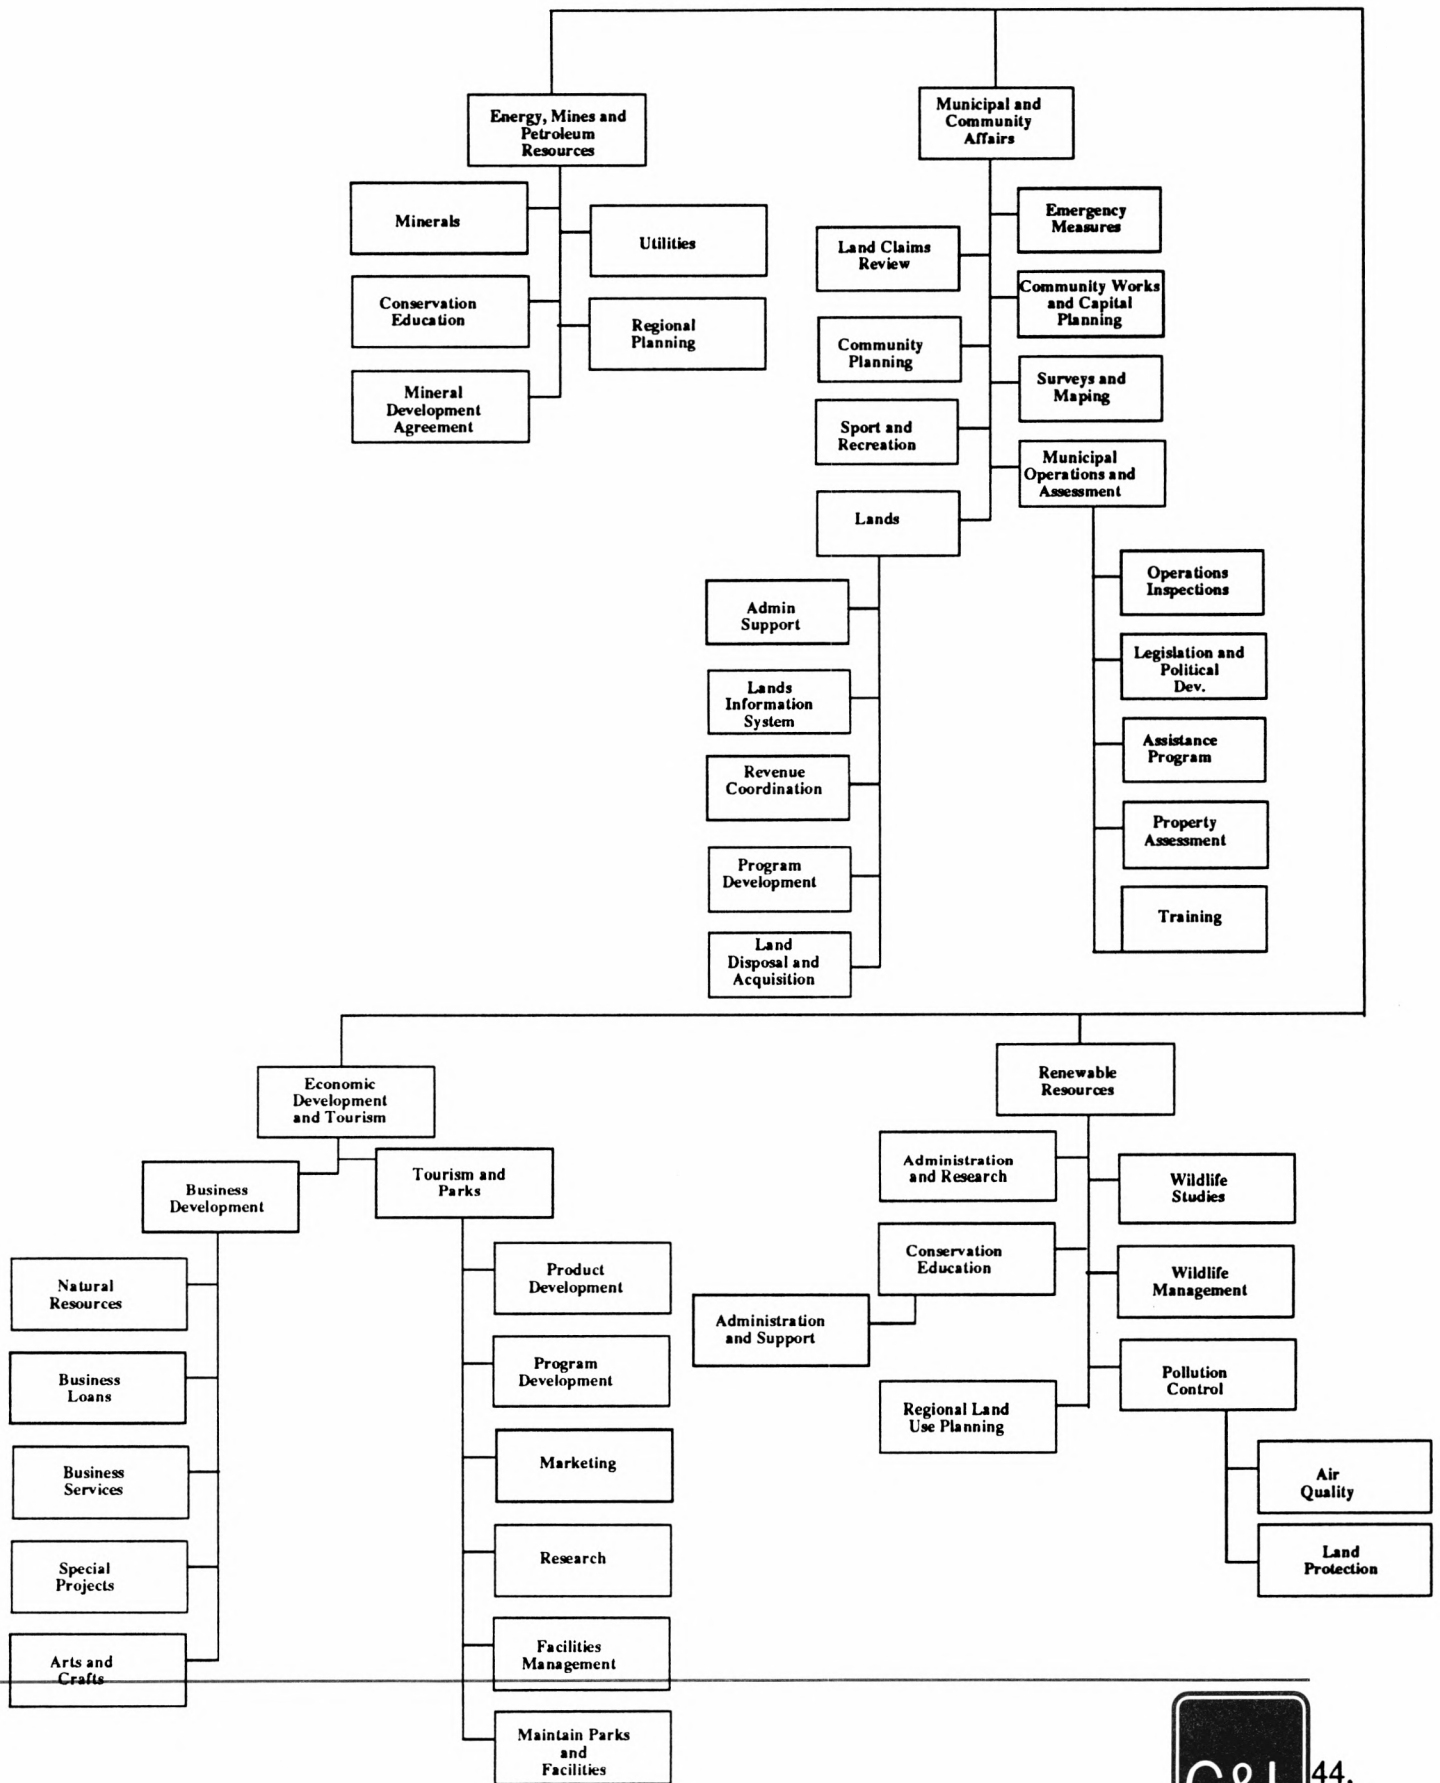 Energy, Mines and
Petroleum
Resources
Municipal and
Community
Affairs
Minerals
Utilities
Conservation
Education
Regional
Planning
Mineral
Development
Agreement
Emergency
Measures
Land Claims
Review
Community Works
and Capital
Planning
Community
Planning
Surveys and
Maping
Sport and
Recreation
Municipal
Operations and
Assessment
Lands
Admin
Support
Lands
Information
System
Revenue
Coordination
Program
Development
Land
Disposal and
Acquisition
Operations
Inspections
Legislation and
Political
Dev.
Assistance
Program
Property
Assessment
Training
Economic
Development
and Tourism
Business
Development
Tourism and
Parks
Natural
Resources
Business
Loans
Business
Services
Special
Projects
Arts and
Crafts
Product
Development
Program
Development
Marketing
Research
Facilities
Management
Maintain Parks
and
Facilities
Renewable
Resources
Administration
and Research
Wildlife
Studies
Conservation
Education
Wildlife
Management
Administration
and Support
Pollution
Control
Regional Land
Use Planning
Air
Quality
Land
Protection
44.